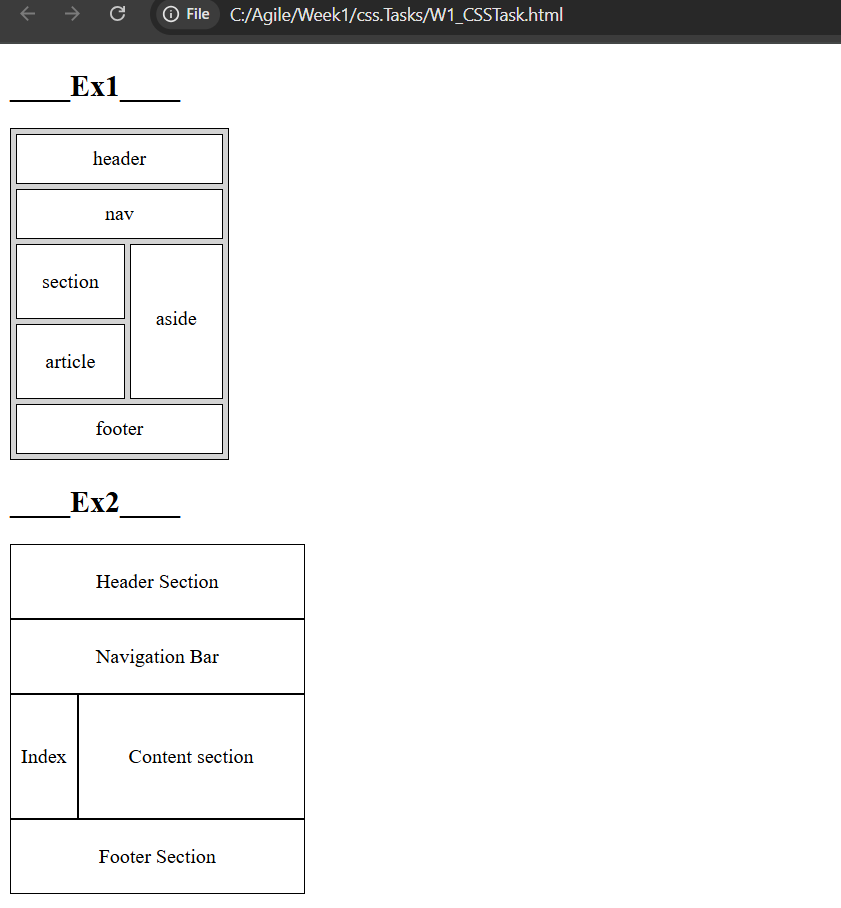 File C:/Agile/Week1/css.Tasks/W1_CSSTask.html
____Ex1____
header
nav
section
aside
article
footer
____Ex2____
Header Section
Navigation Bar
Index Content section
Footer Section